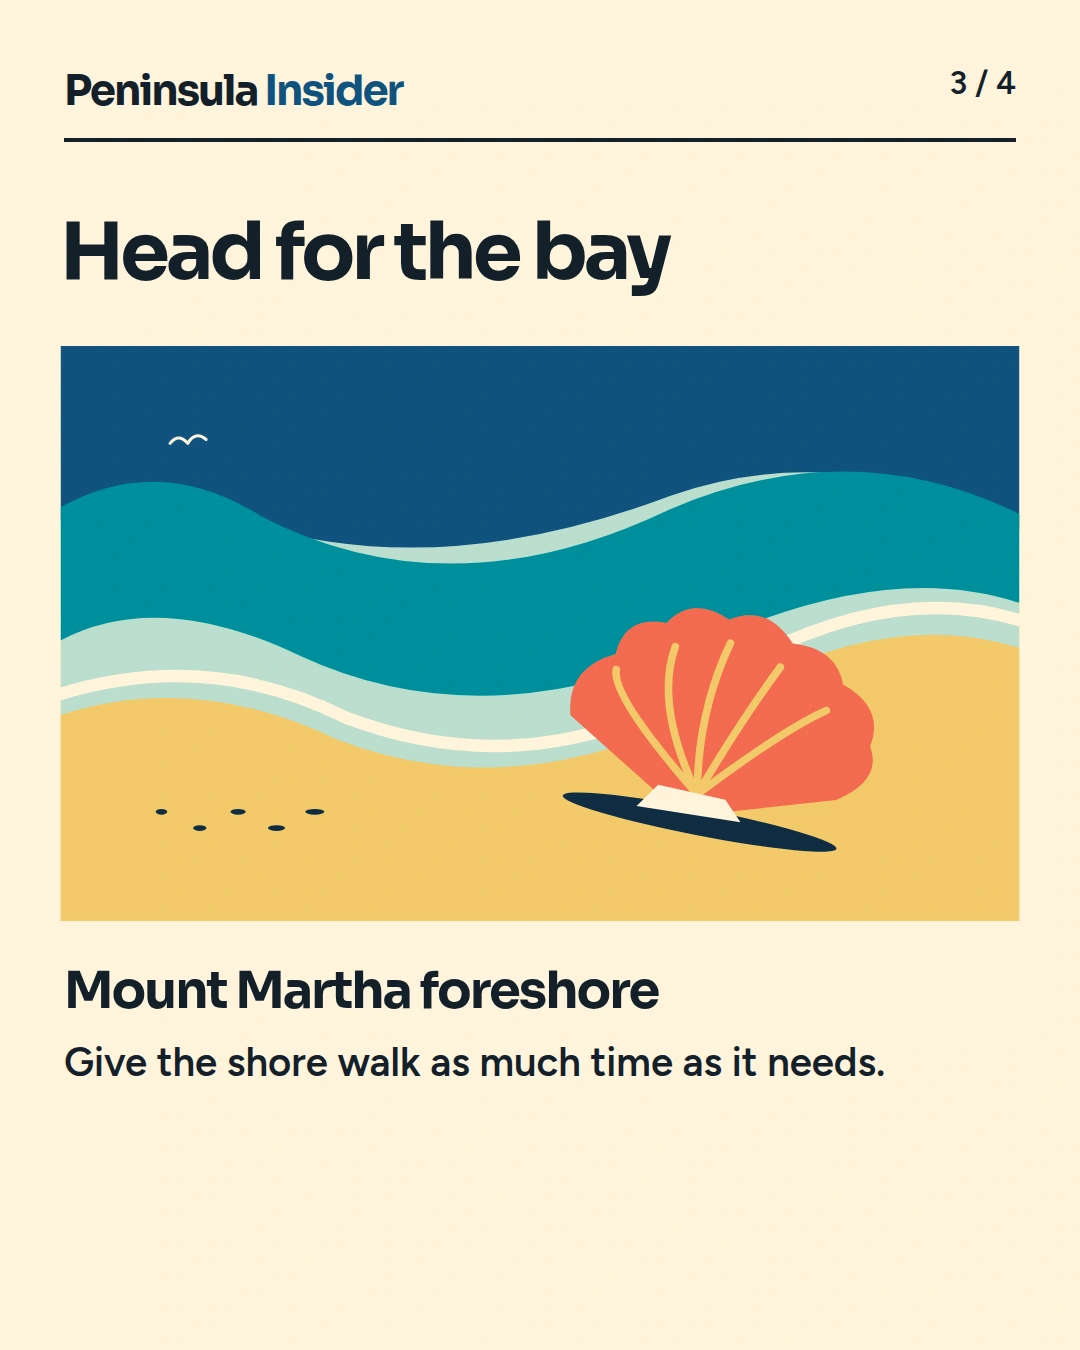 Peninsula Insider
3 / 4
Head for the bay
Mount Martha foreshore
Give the shore walk as much time as it needs.